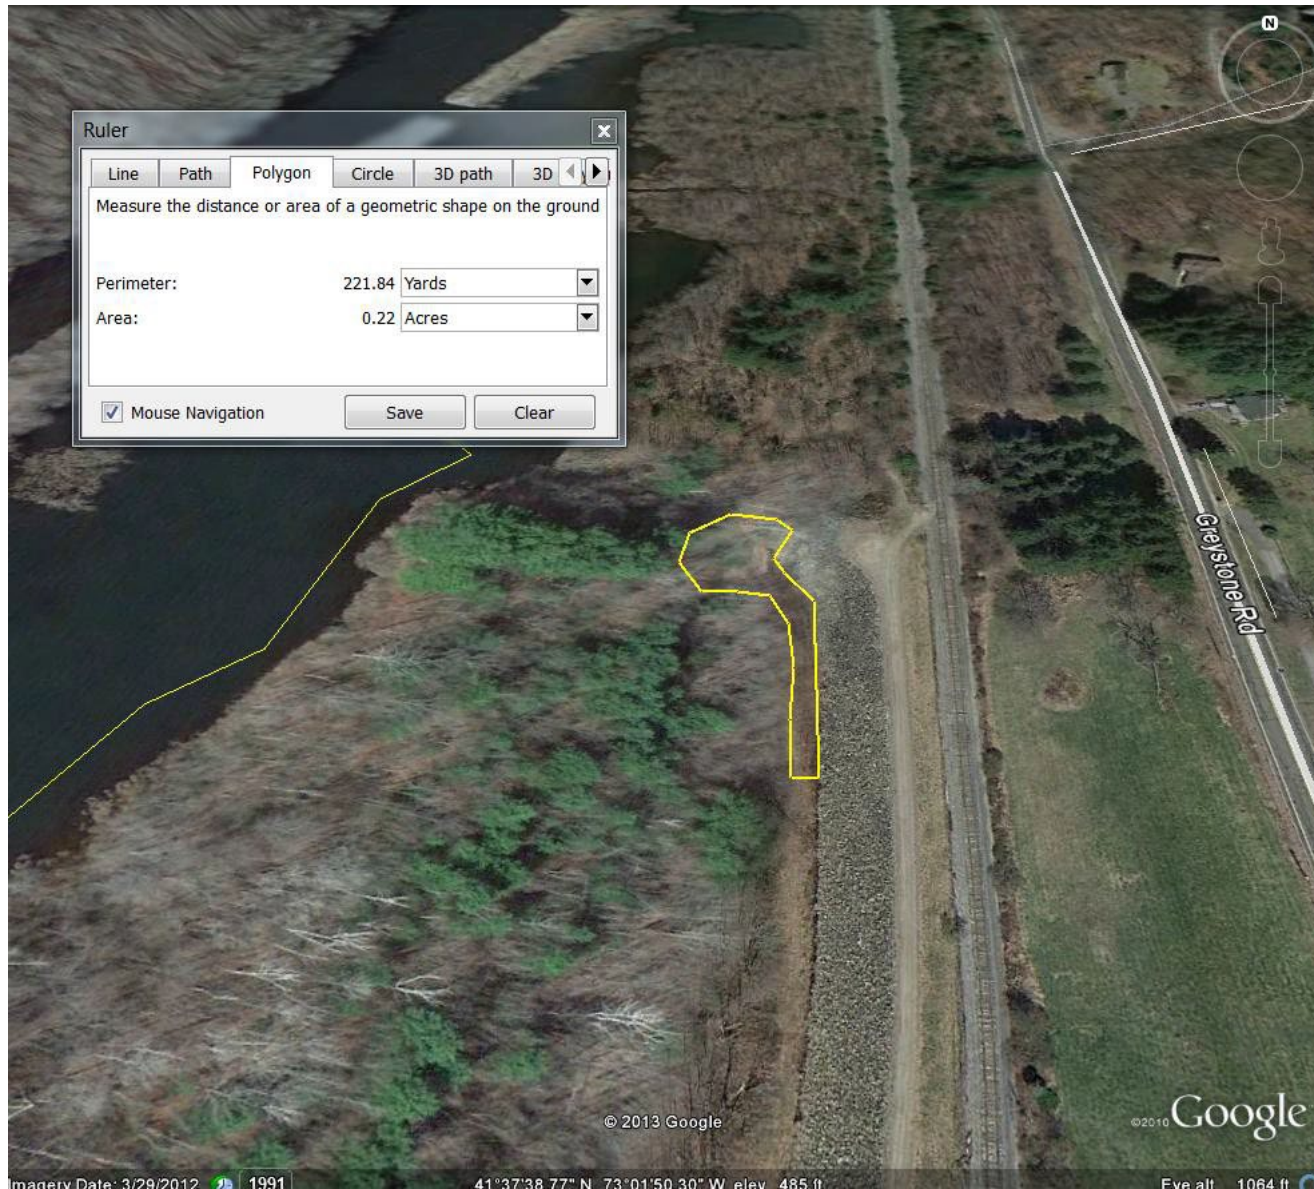 N
Ruler
Line Path Polygon Circle 3D path 3D
Measure the distance or area of a geometric shape on the ground
Perimeter: 221.84 Yards
Area: 0.22 Acres
Mouse Navigation Save Clear
Greystone Rd
© 2013 Google
©2010 Google
Imagery Date: 3/29/2012 1991 41°37'38.77" N 73°01'50.30" W elev 485 ft Eye alt 1064 ft